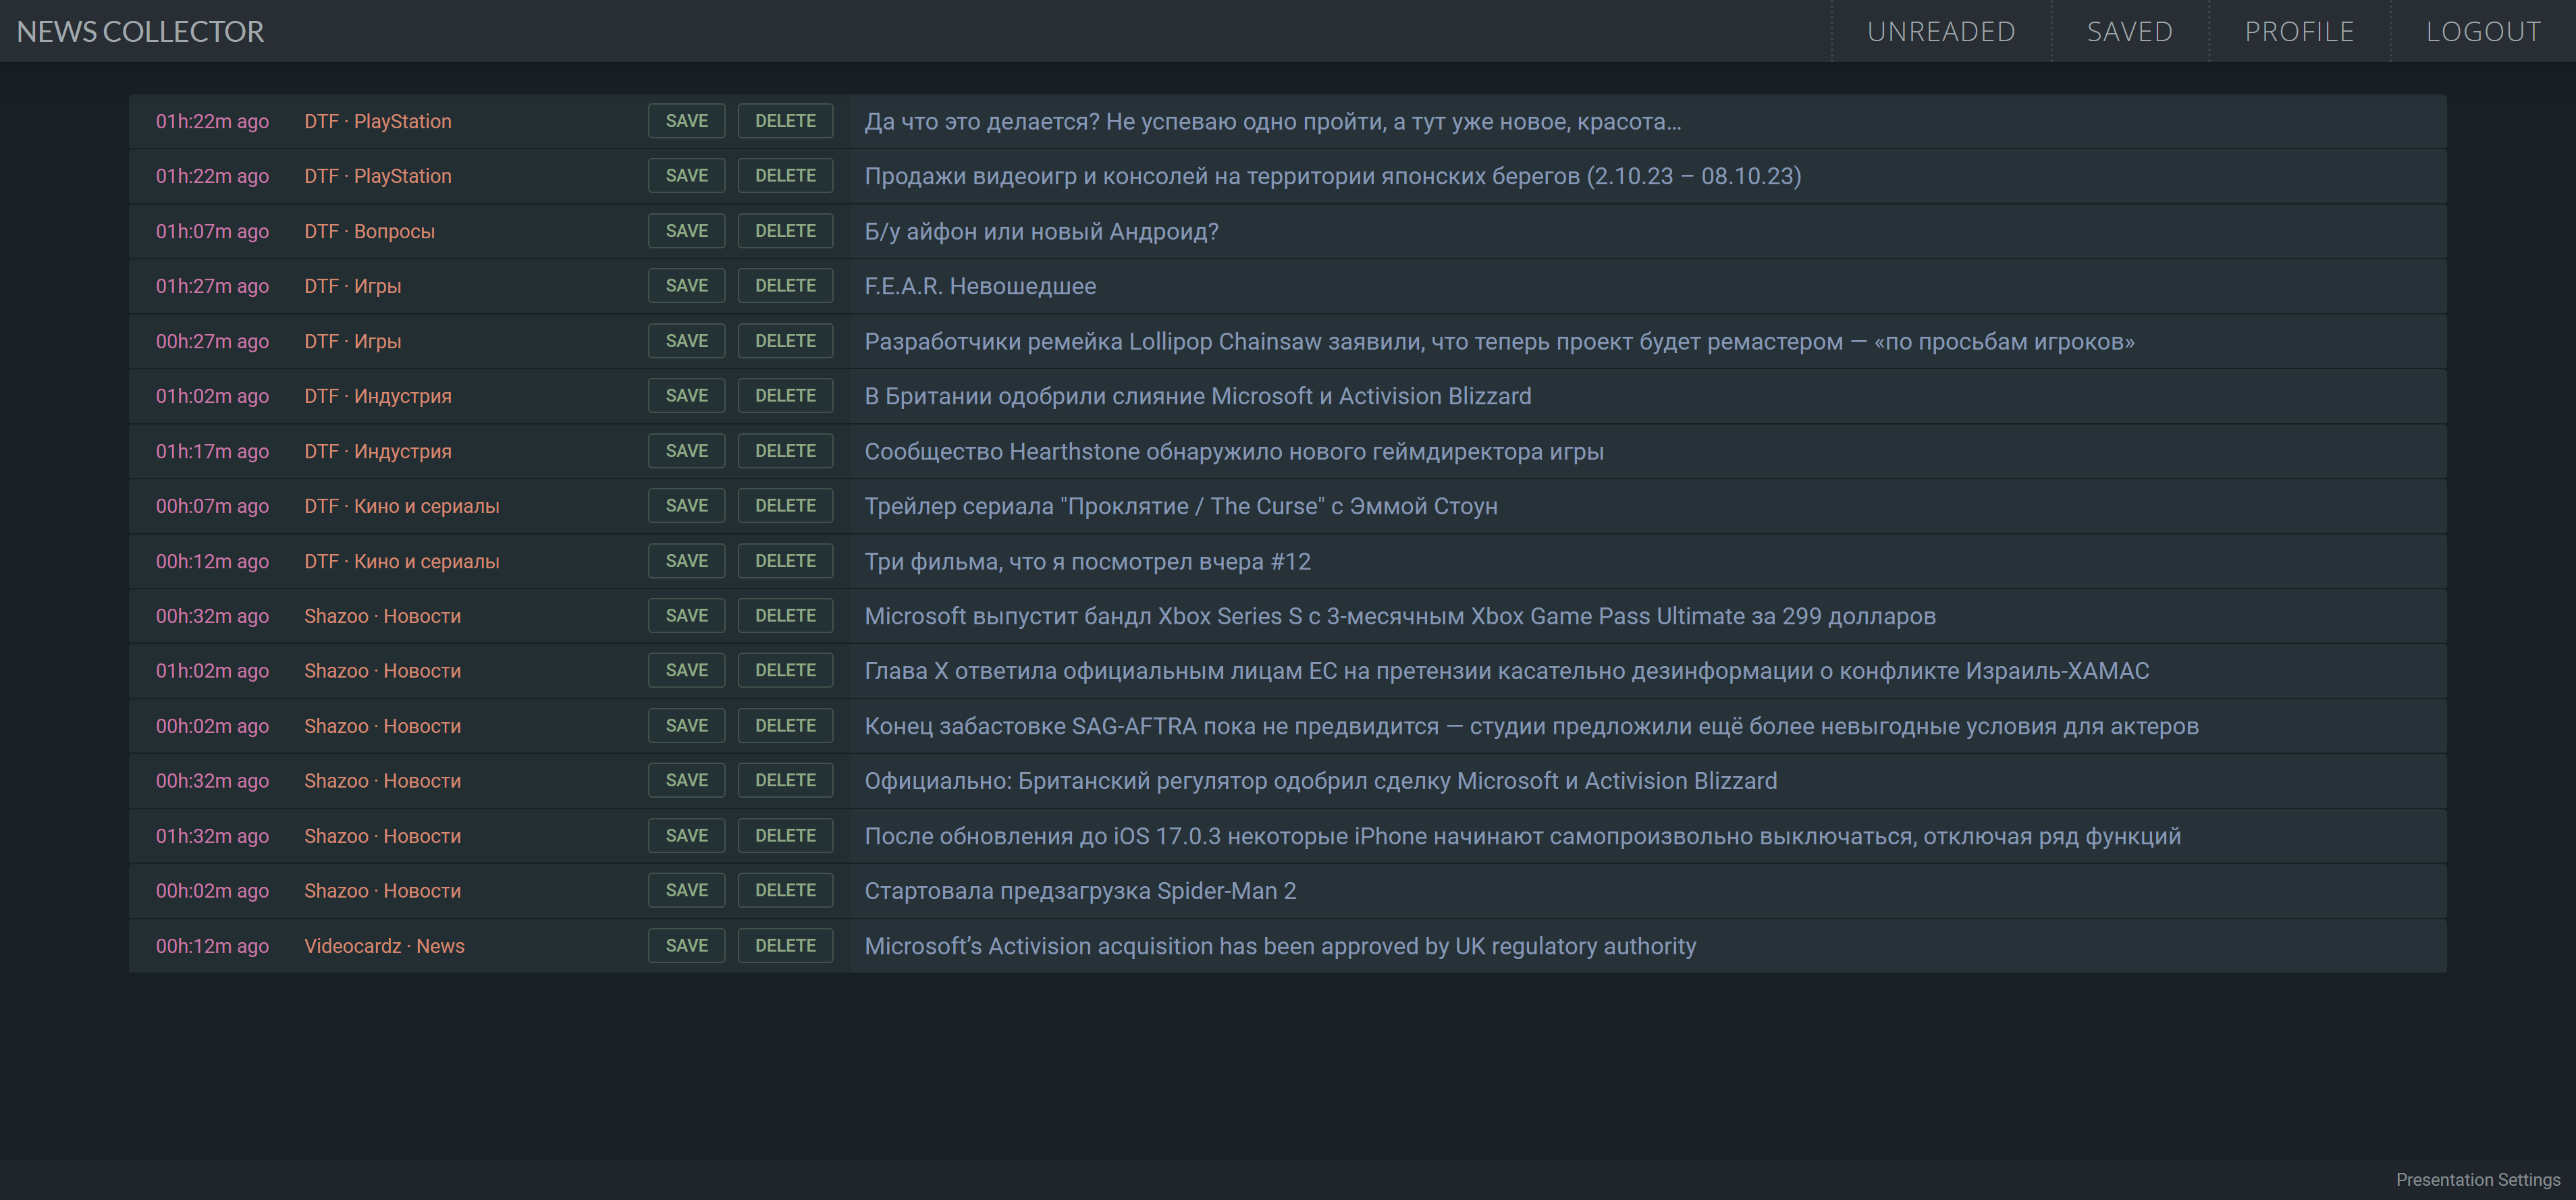 NEWS COLLECTOR UNREADED SAVED PROFILE LOGOUT
01h:22m ago DTF · PlayStation SAVE DELETE Да что это делается? Не успеваю одно пройти, а тут уже новое, красота…
01h:22m ago DTF · PlayStation SAVE DELETE Продажи видеоигр и консолей на территории японских берегов (2.10.23 – 08.10.23)
01h:07m ago DTF · Вопросы SAVE DELETE Б/у айфон или новый Андроид?
01h:27m ago DTF · Игры SAVE DELETE F.E.A.R. Невошедшее
00h:27m ago DTF · Игры SAVE DELETE Разработчики ремейка Lollipop Chainsaw заявили, что теперь проект будет ремастером — «по просьбам игроков»
01h:02m ago DTF · Индустрия SAVE DELETE В Британии одобрили слияние Microsoft и Activision Blizzard
01h:17m ago DTF · Индустрия SAVE DELETE Сообщество Hearthstone обнаружило нового геймдиректора игры
00h:07m ago DTF · Кино и сериалы SAVE DELETE Трейлер сериала "Проклятие / The Curse" с Эммой Стоун
00h:12m ago DTF · Кино и сериалы SAVE DELETE Три фильма, что я посмотрел вчера #12
00h:32m ago Shazoo · Новости SAVE DELETE Microsoft выпустит бандл Xbox Series S с 3-месячным Xbox Game Pass Ultimate за 299 долларов
01h:02m ago Shazoo · Новости SAVE DELETE Глава X ответила официальным лицам ЕС на претензии касательно дезинформации о конфликте Израиль-ХАМАС
00h:02m ago Shazoo · Новости SAVE DELETE Конец забастовке SAG-AFTRA пока не предвидится — студии предложили ещё более невыгодные условия для актеров
00h:32m ago Shazoo · Новости SAVE DELETE Официально: Британский регулятор одобрил сделку Microsoft и Activision Blizzard
01h:32m ago Shazoo · Новости SAVE DELETE После обновления до iOS 17.0.3 некоторые iPhone начинают самопроизвольно выключаться, отключая ряд функций
00h:02m ago Shazoo · Новости SAVE DELETE Стартовала предзагрузка Spider-Man 2
00h:12m ago Videocardz · News SAVE DELETE Microsoft’s Activision acquisition has been approved by UK regulatory authority
Presentation Settings